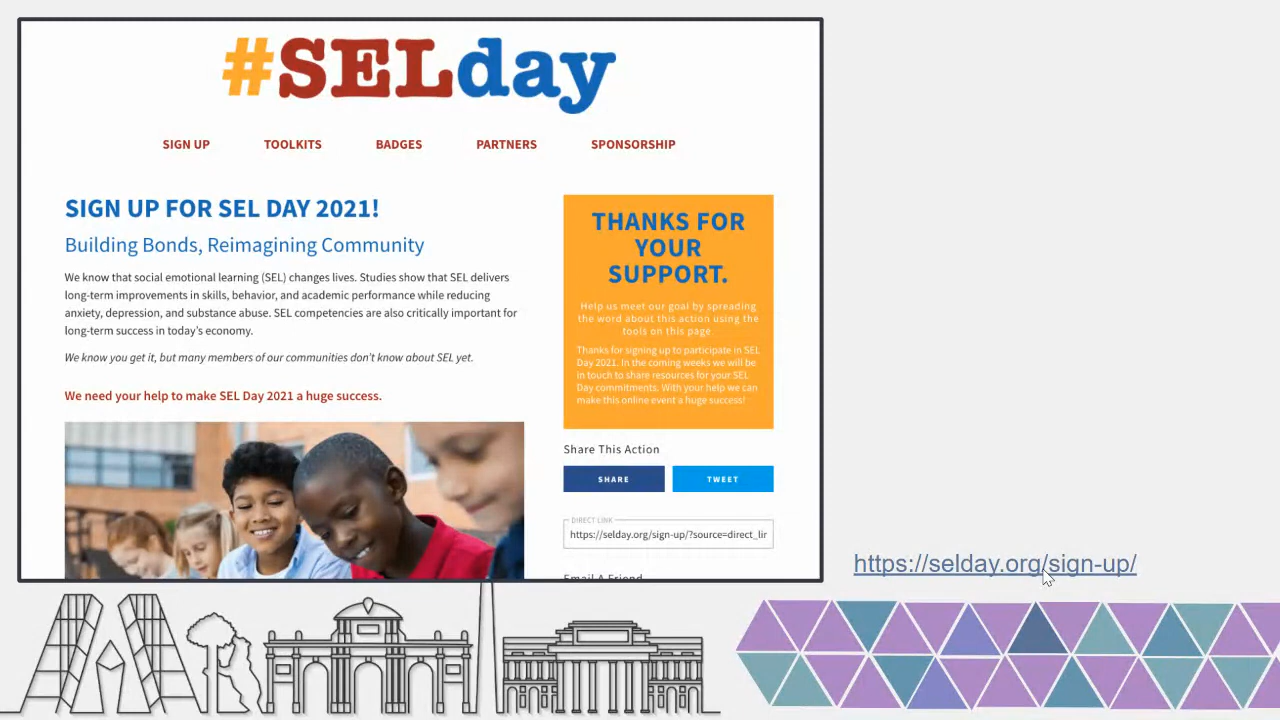 #SELday
SIGN UP TOOLKITS BADGES PARTNERS SPONSORSHIP
SIGN UP FOR SEL DAY 2021!
Building Bonds, Reimagining Community
We know that social emotional learning (SEL) changes lives. Studies show that SEL delivers
long-term improvements in skills, behavior, and academic performance while reducing
anxiety, depression, and substance abuse. SEL competencies are also critically important for
long-term success in today's economy.
We know you get it, but many members of our communities don't know about SEL yet.
We need your help to make SEL Day 2021 a huge success.
THANKS FOR
YOUR
SUPPORT.
Help us meet our goal by spreading
the word about this action using the
tools on this page.
Thanks for signing up to participate in SEL
Day 2021. In the coming weeks we will be
in touch to share resources for your SEL
Day commitments. With your help we can
make this online event a huge success!
Share This Action
SHARE TWEET
DIRECT LINK
https://selday.org/sign-up/?source=direct_lir
Email A Friend
https://selday.org/sign-up/